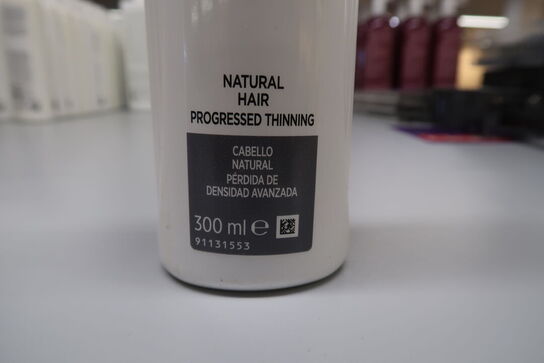 NATURAL
HAIR
PROGRESSED THINNING
CABELLO
NATURAL
PÉRDIDA DE
DENSIDAD AVANZADA
300 ml ℮
91131553